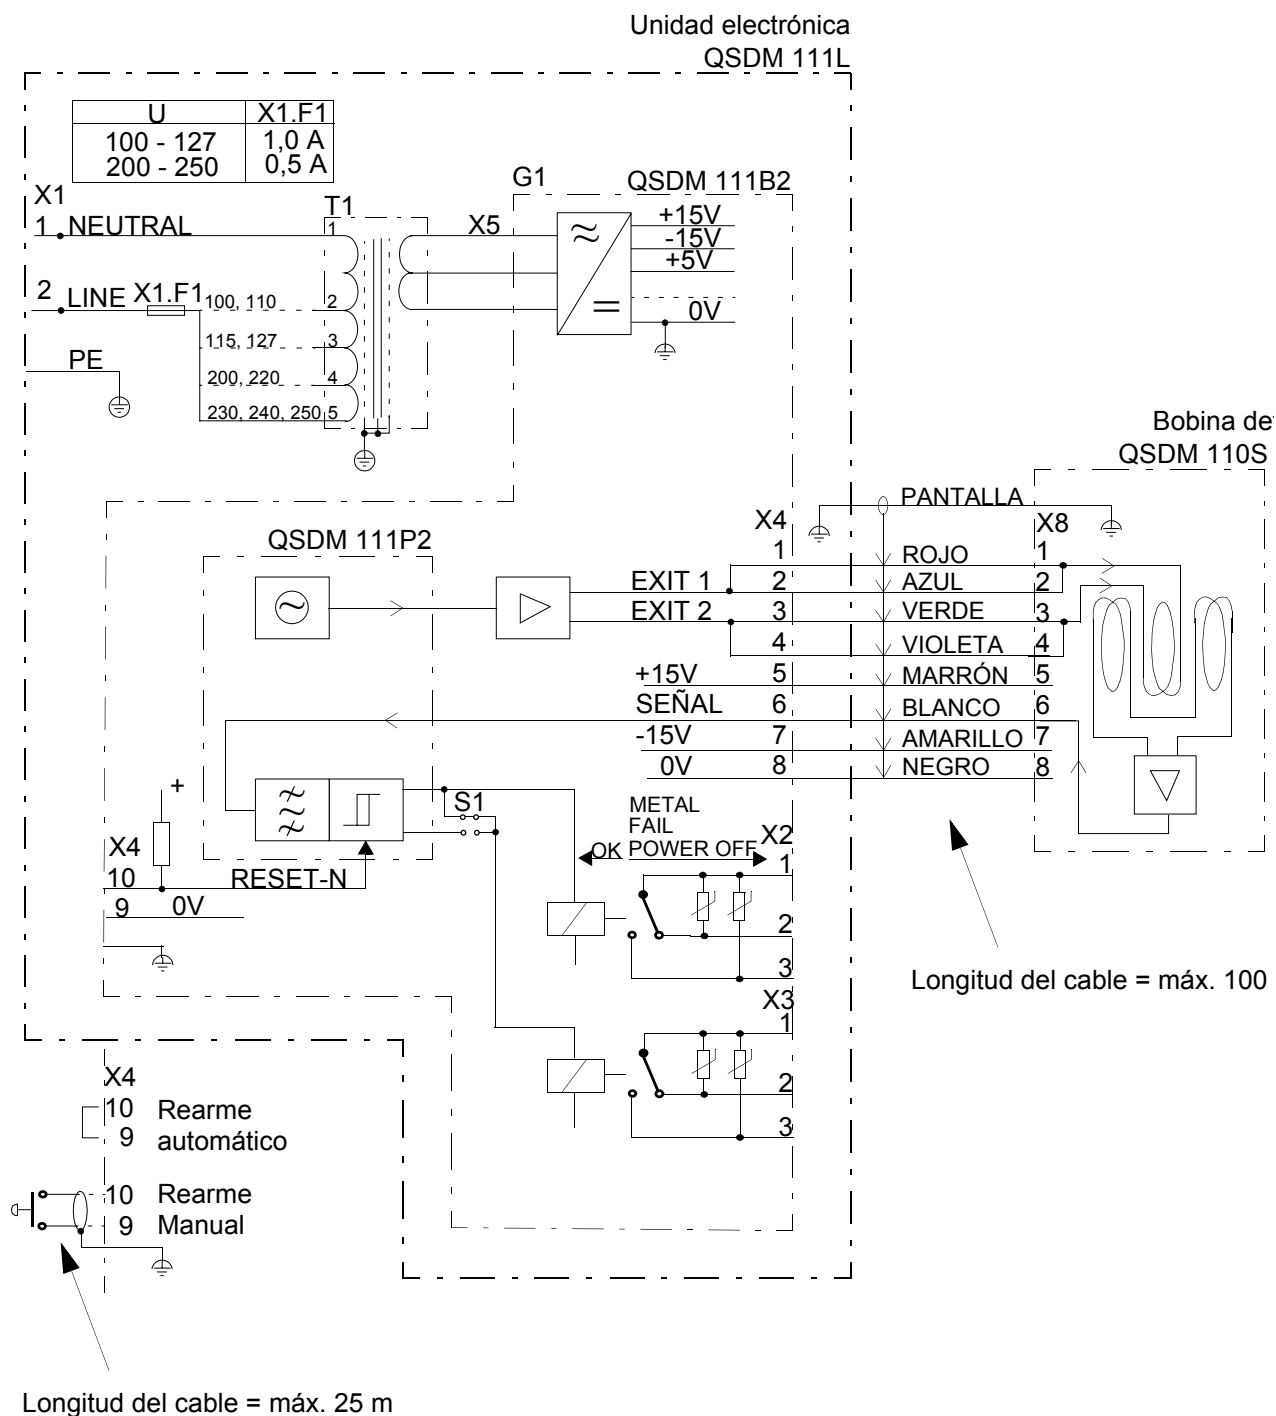 Unidad electrónica
QSDM 111L
U X1.F1
100 - 127 1,0 A
200 - 250 0,5 A
X1
1 NEUTRAL
2 LINE X1.F1
PE
T1
1
100, 110 2
115, 127 3
200, 220 4
230, 240, 250 5
X5
G1 QSDM 111B2
+15V
-15V
+5V
0V
Bobina de
QSDM 110S
QSDM 111P2
EXIT 1
EXIT 2
+15V
SEÑAL
-15V
0V
X4
1
2
3
4
5
6
7
8
PANTALLA
ROJO
AZUL
VERDE
VIOLETA
MARRÓN
BLANCO
AMARILLO
NEGRO
X8
1
2
3
4
5
6
7
8
+
S1
X4
10 RESET-N
9 0V
METAL
FAIL
OK POWER OFF
X2
1
2
3
X3
1
2
3
Longitud del cable = máx. 100
X4
10 Rearme
9 automático
10 Rearme
9 Manual
Longitud del cable = máx. 25 m